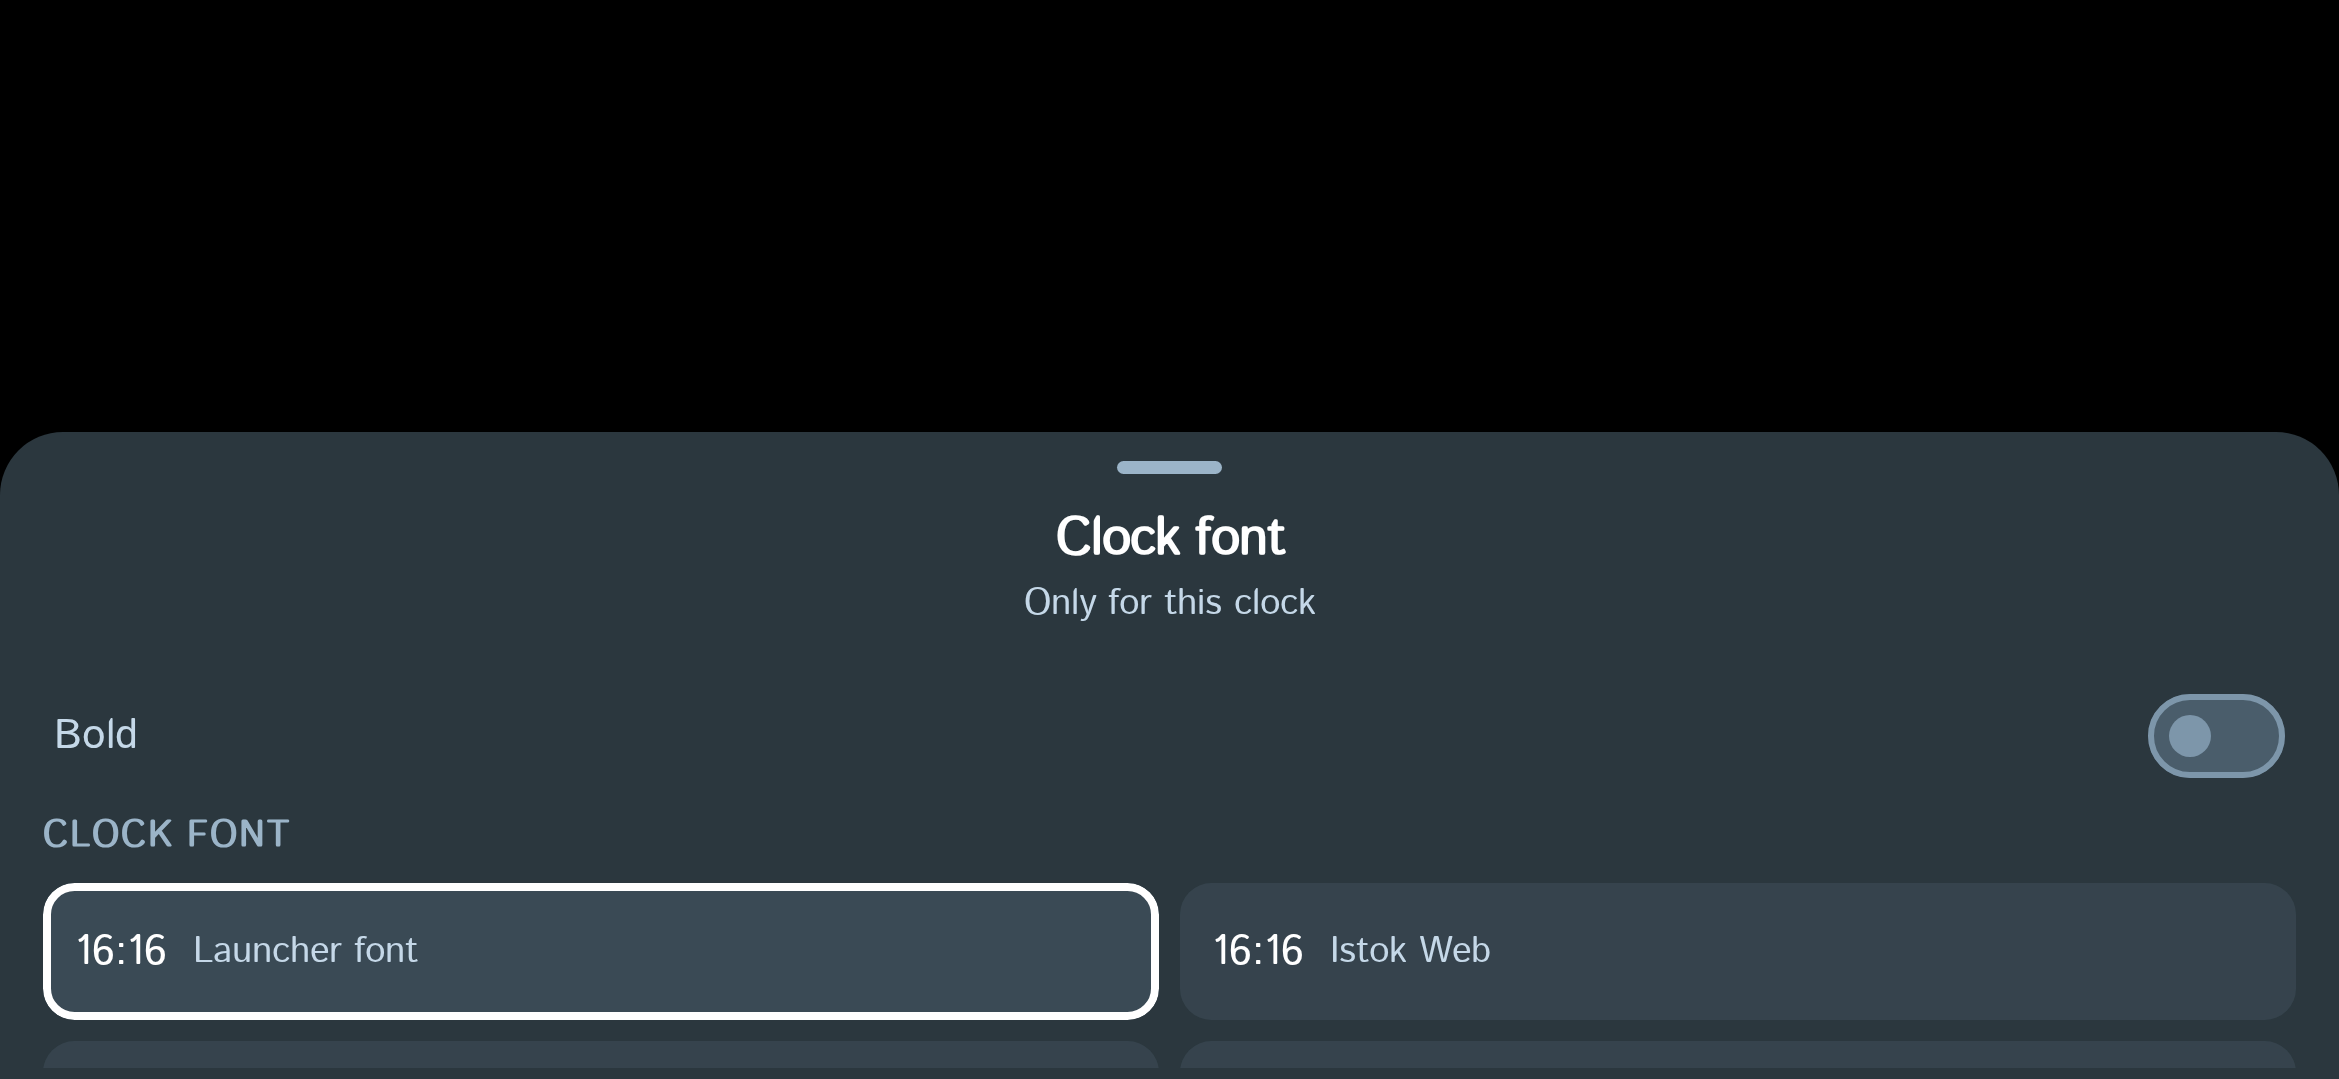 Clock font
Only for this clock
Bold
CLOCK FONT
16:16 Launcher font
16:16 Istok Web